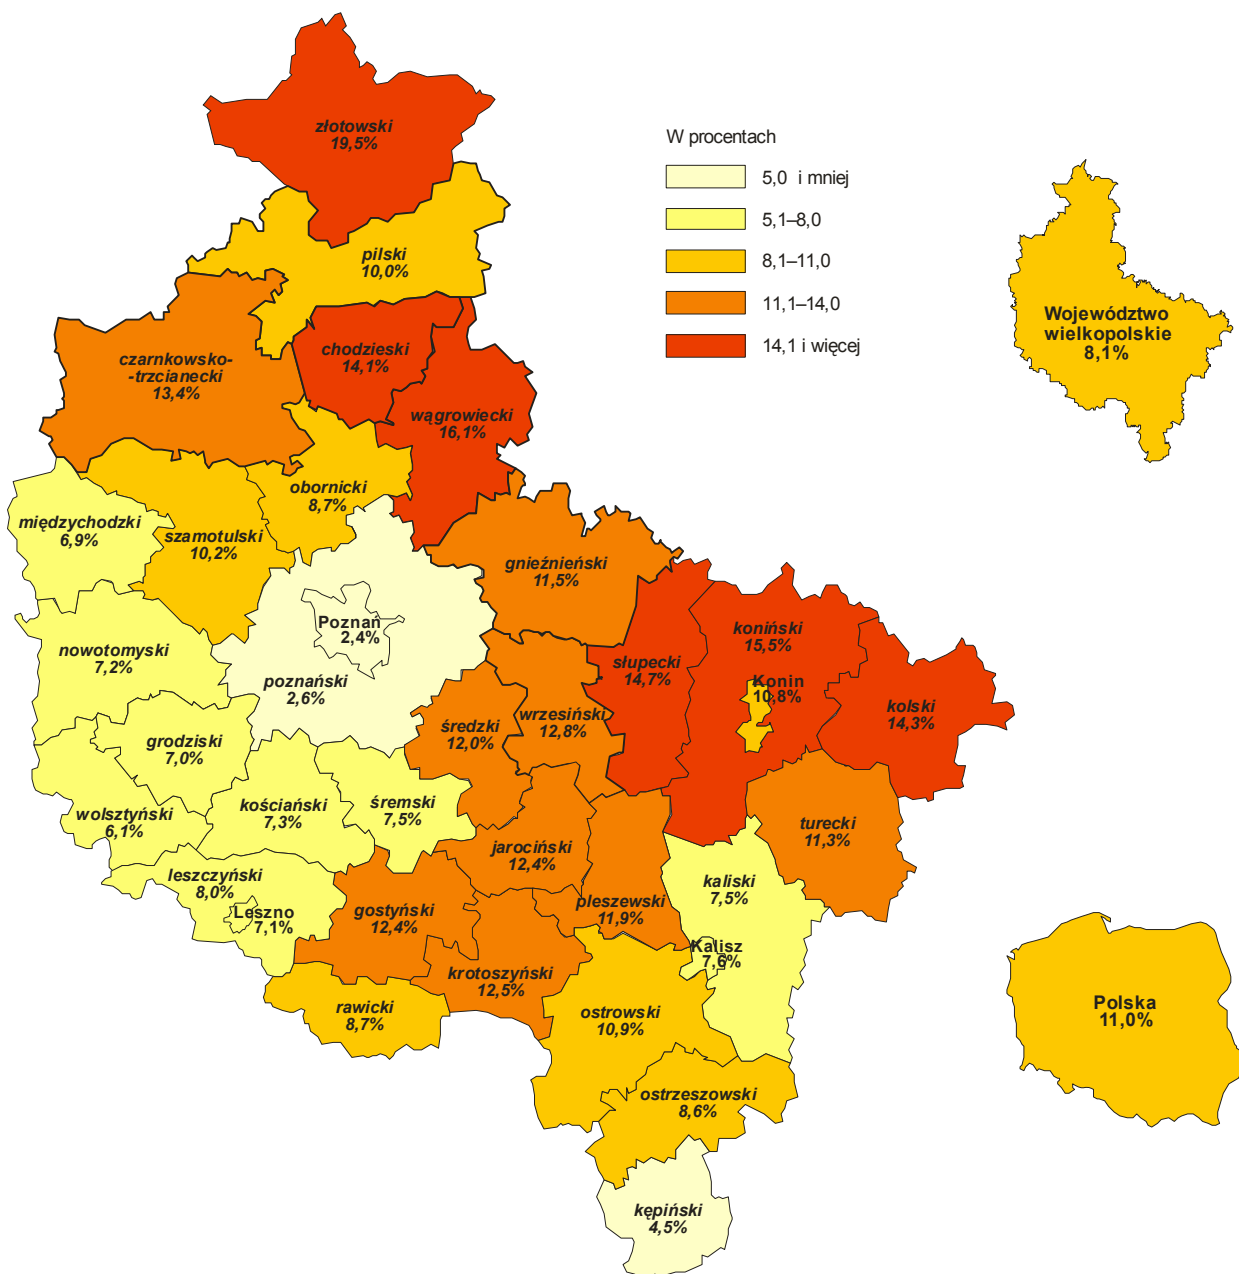 złotowski
19,5%
W procentach
5,0 i mniej
5,1–8,0
8,1–11,0
11,1–14,0
14,1 i więcej
pilski
10,0%
Województwo
wielkopolskie
8,1%
czarnkowsko-
-trzcianecki
13,4%
chodzieski
14,1%
wągrowiecki
16,1%
obornicki
8,7%
międzychodzki
6,9%
szamotulski
10,2%
gnieźnieński
11,5%
Poznań
2,4%
nowotomyski
7,2%
poznański
2,6%
słupecki
14,7%
koniński
15,5%
Konin
10,8%
kolski
14,3%
średzki
12,0%
wrzesiński
12,8%
grodziski
7,0%
wolsztyński
6,1%
kościański
7,3%
śremski
7,5%
turecki
11,3%
jarociński
12,4%
leszczyński
8,0%
Leszno
7,1%
gostyński
12,4%
pleszewski
11,9%
kaliski
7,5%
Kalisz
7,6%
krotoszyński
12,5%
rawicki
8,7%
ostrowski
10,9%
Polska
11,0%
ostrzeszowski
8,6%
kępiński
4,5%